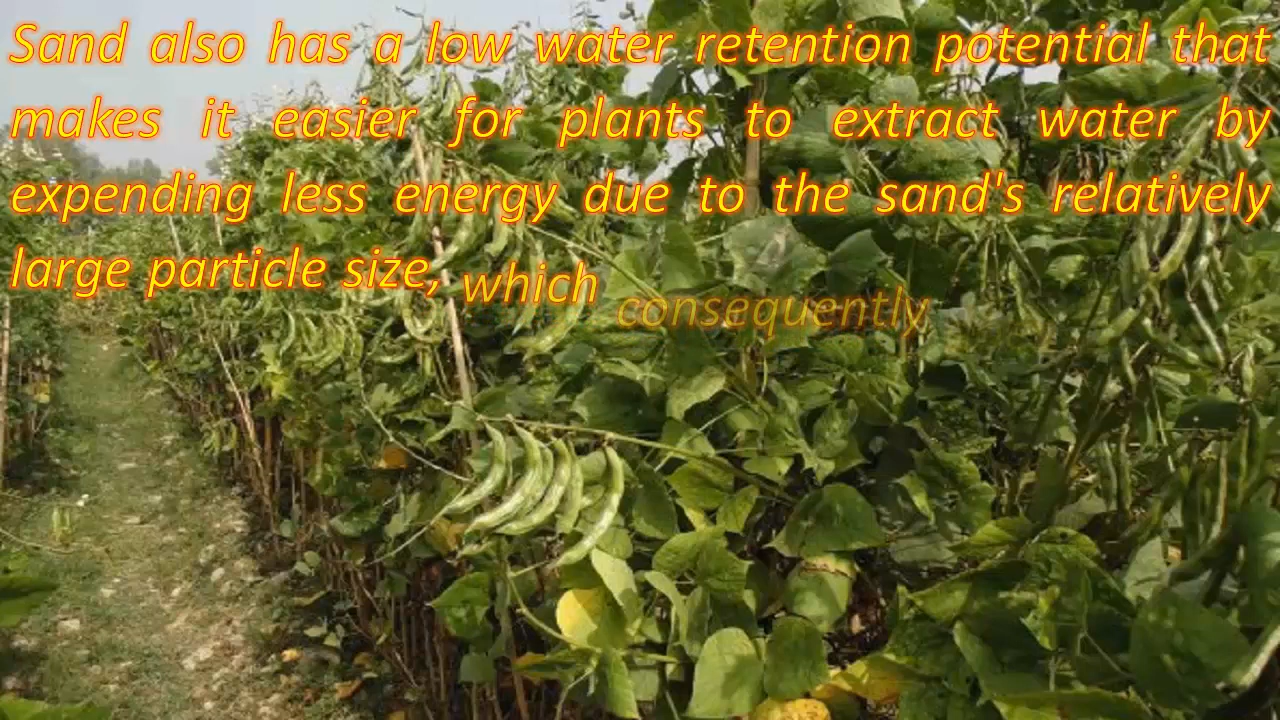 Sand also has a low water retention potential that
makes it easier for plants to extract water by
expending less energy due to the sand's relatively
large particle size, which consequently